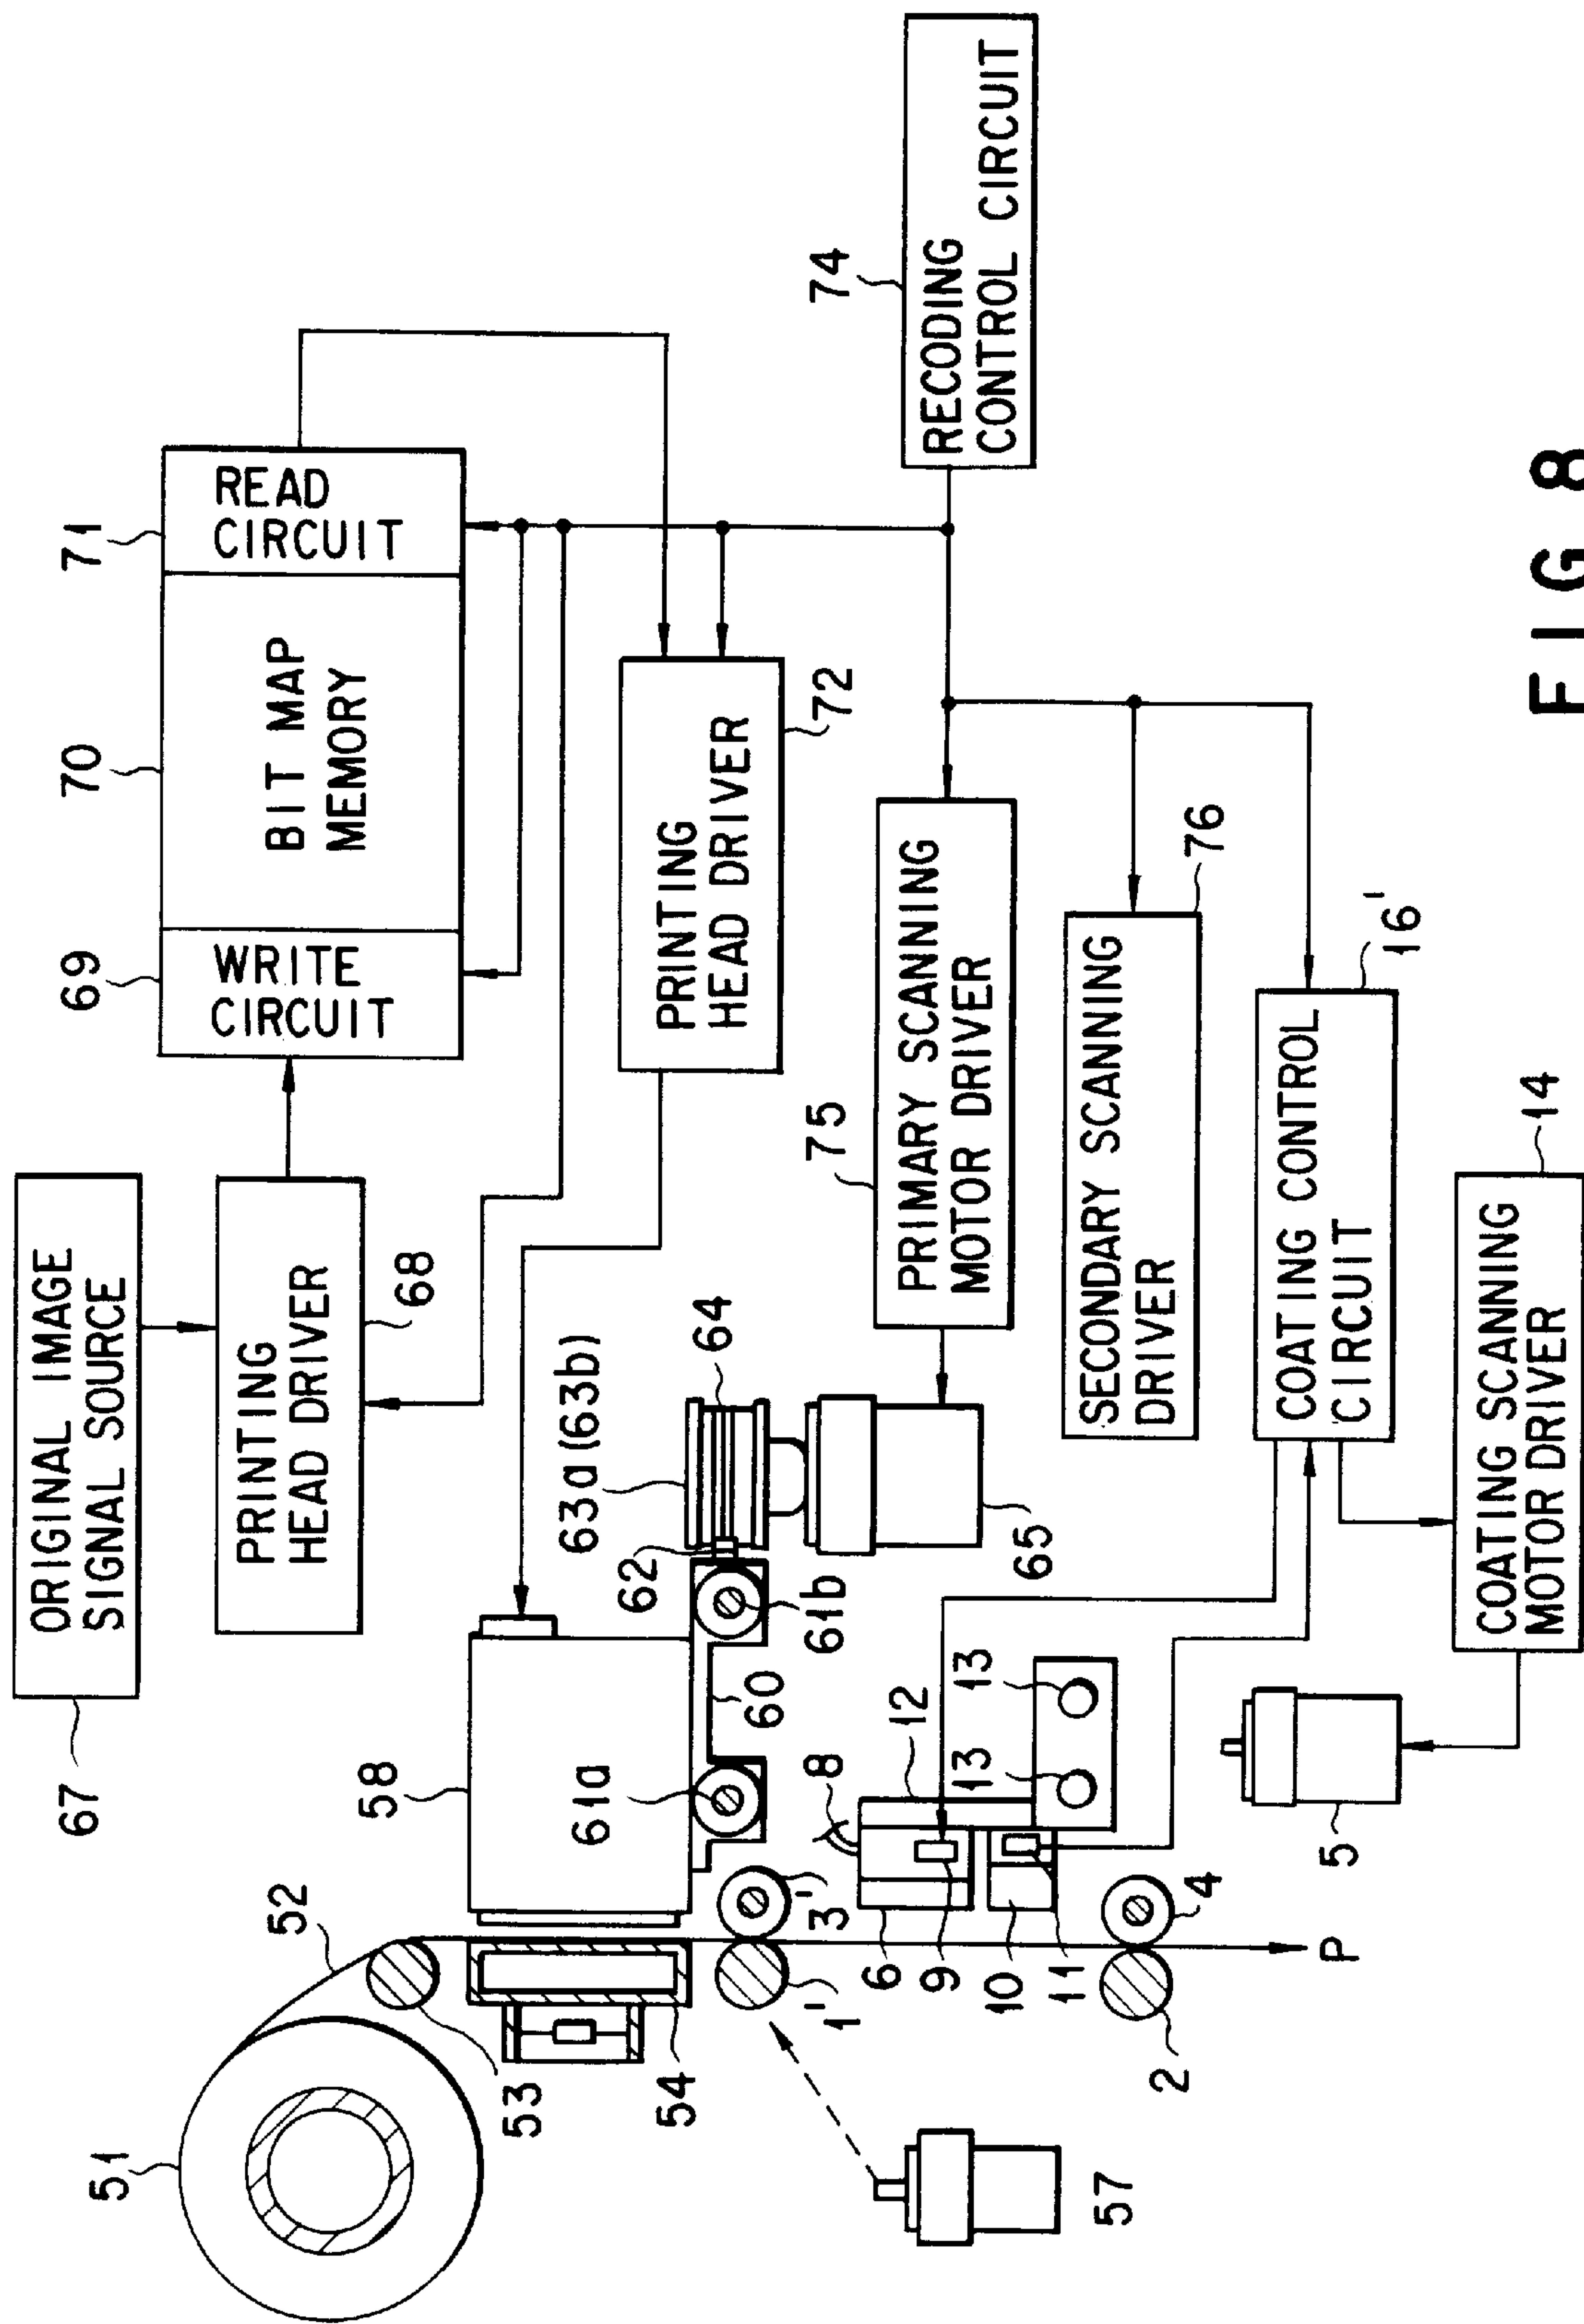 51
52
53
54
57
58
60
61a
61b
62
63a (63b)
64
65
67
ORIGINAL IMAGE
SIGNAL SOURCE
68
PRINTING
HEAD DRIVER
69
WRITE
CIRCUIT
70
BIT MAP
MEMORY
71
READ
CIRCUIT
72
PRINTING
HEAD DRIVER
74
RECODING
CONTROL CIRCUIT
75
PRIMARY SCANNING
MOTOR DRIVER
76
SECONDARY SCANNING
DRIVER
16'
COATING CONTROL
CIRCUIT
14
COATING SCANNING
MOTOR DRIVER
1'
3'
2
4
5
6
8
9
10
11
12
13
13
P
FIG 8